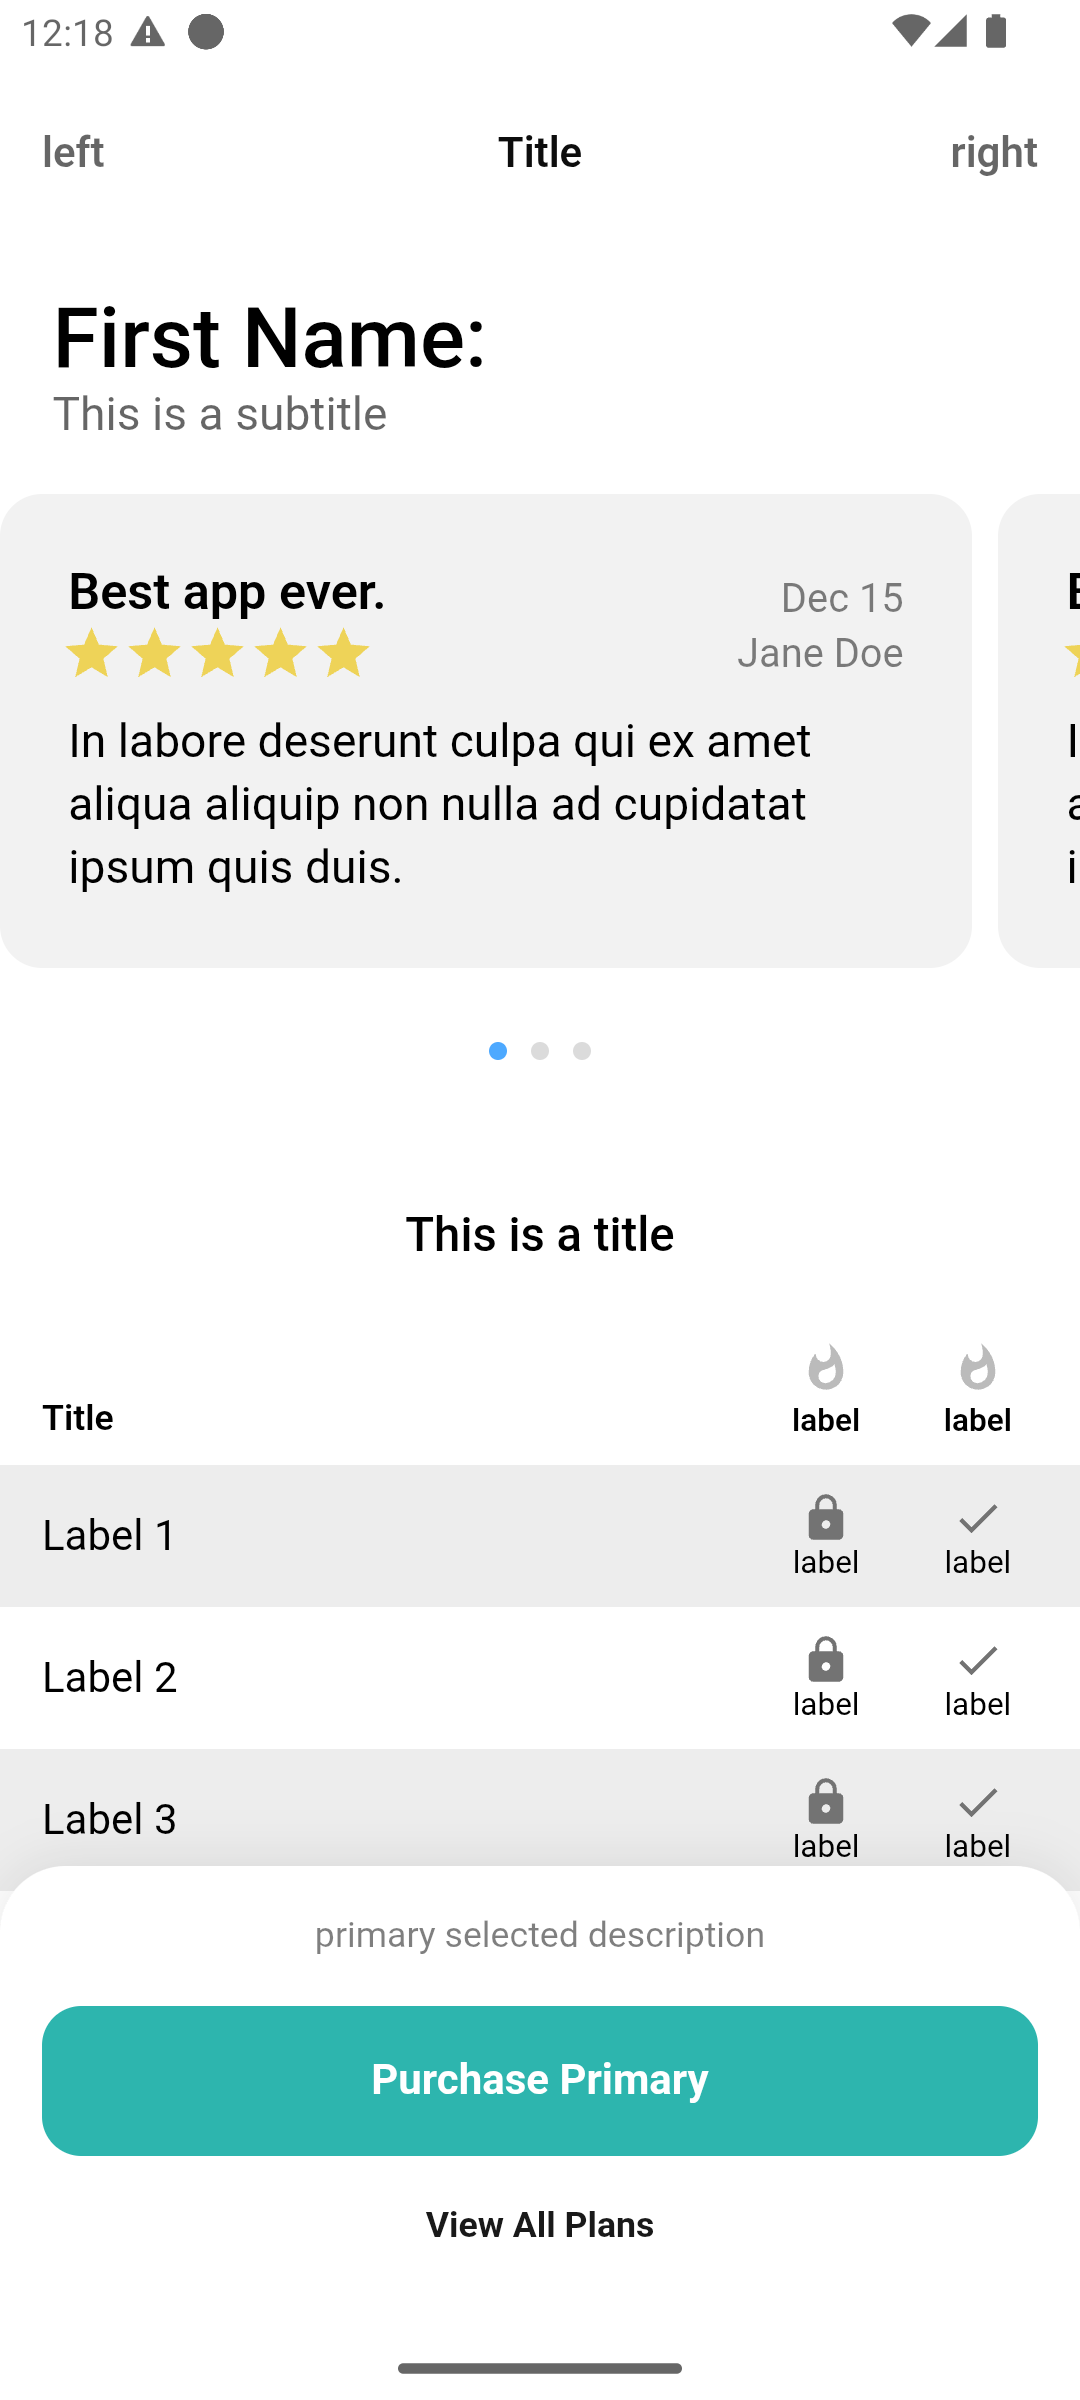 12:18
left Title right
First Name:
This is a subtitle
Best app ever.
Dec 15
Jane Doe
In labore deserunt culpa qui ex amet
aliqua aliquip non nulla ad cupidatat
ipsum quis duis.
This is a title
Title label label
Label 1 label label
Label 2 label label
Label 3 label label
primary selected description
Purchase Primary
View All Plans